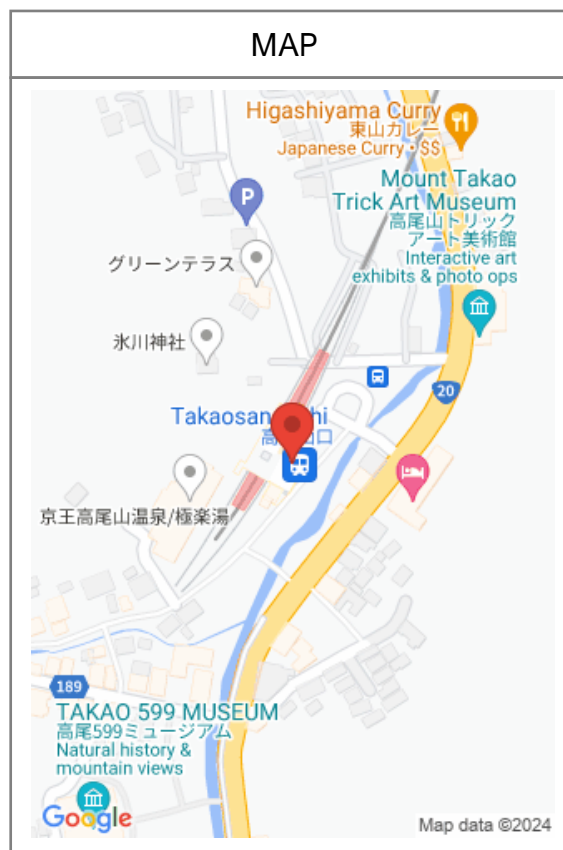 MAP
Higashiyama Curry
東山カレー
Japanese Curry・$$
Mount Takao
Trick Art Museum
高尾山トリック
アート美術館
Interactive art
exhibits & photo ops
P
グリーンテラス
氷川神社
20
京王高尾山温泉/極楽湯
189
TAKAO 599 MUSEUM
高尾599ミュージアム
Natural history &
mountain views
Google
Map data ©2024